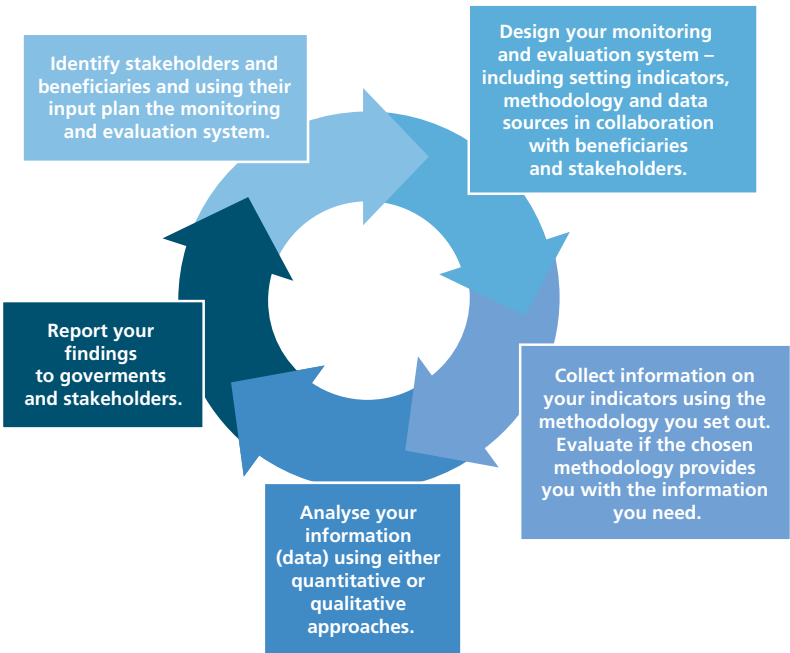 Identify stakeholders and
beneficiaries and using their
input plan the monitoring
and evaluation system.
Design your monitoring
and evaluation system –
including setting indicators,
methodology and data
sources in collaboration
with beneficiaries
and stakeholders.
Collect information on
your indicators using the
methodology you set out.
Evaluate if the chosen
methodology provides
you with the information
you need.
Analyse your
information
(data) using either
quantitative or
qualitative
approaches.
Report your
findings
to goverments
and stakeholders.